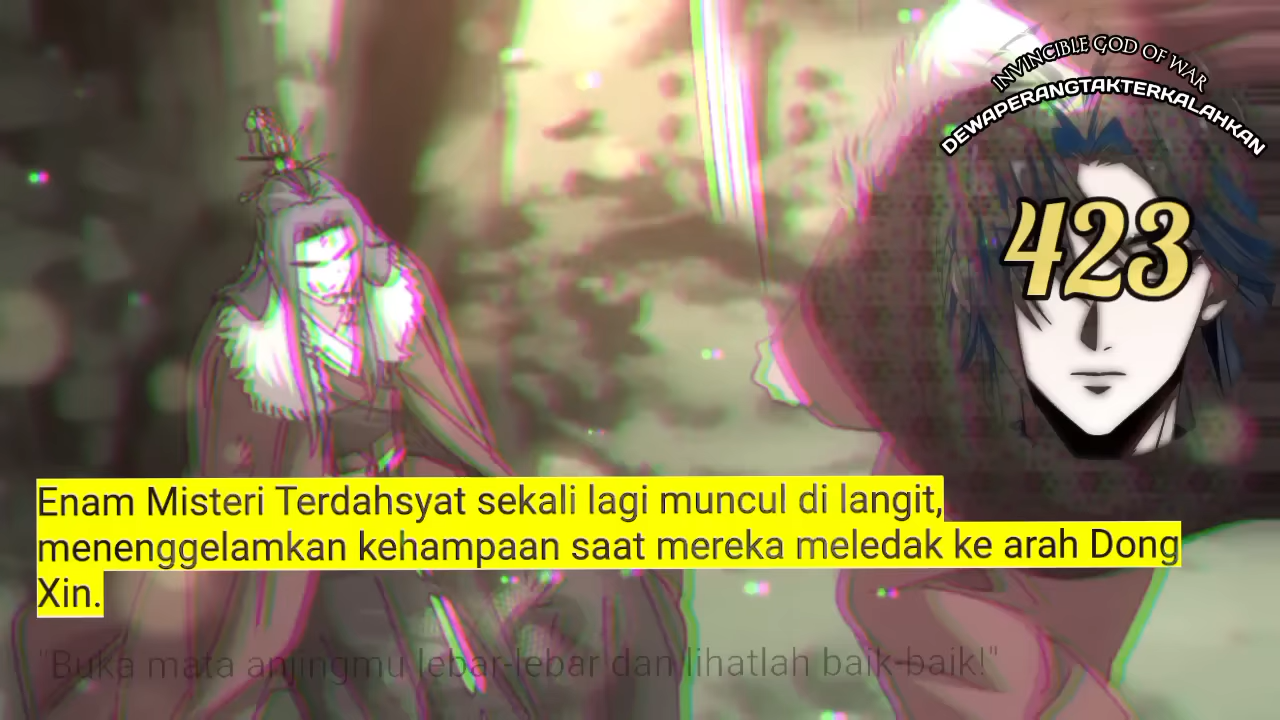 INVINCIBLE GOD OF WAR
DEWAPERANGTAKTERKALAHKAN
423
Enam Misteri Terdahsyat sekali lagi muncul di langit,
menenggelamkan kehampaan saat mereka meledak ke arah Dong
Xin.
"Buka mata anjingmu lebar-lebar dan lihatlah baik-baik!"